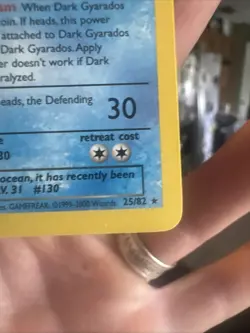 When Dark Gyarados
oin. If heads, this power
attached to Dark Gyarados
Dark Gyarados. Apply
er doesn't work if Dark
ralyzed.
eads, the Defending
30
retreat cost
30
ocean, it has recently been
V. 31 #130
GAMEFREAK. ©1999-2000 Wizards. 25/82 ★